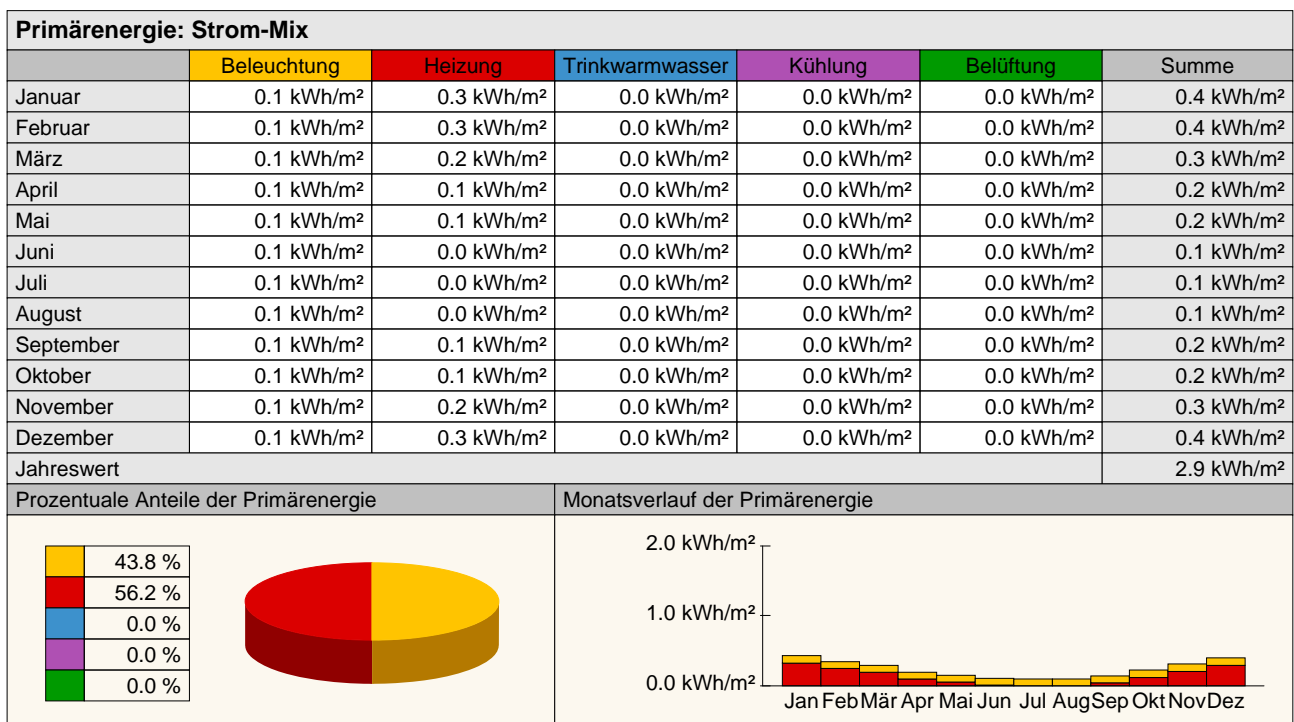 Primärenergie: Strom-Mix
Beleuchtung Heizung Trinkwarmwasser Kühlung Belüftung Summe
Januar 0.1 kWh/m² 0.3 kWh/m² 0.0 kWh/m² 0.0 kWh/m² 0.0 kWh/m² 0.4 kWh/m²
Februar 0.1 kWh/m² 0.3 kWh/m² 0.0 kWh/m² 0.0 kWh/m² 0.0 kWh/m² 0.4 kWh/m²
März 0.1 kWh/m² 0.2 kWh/m² 0.0 kWh/m² 0.0 kWh/m² 0.0 kWh/m² 0.3 kWh/m²
April 0.1 kWh/m² 0.1 kWh/m² 0.0 kWh/m² 0.0 kWh/m² 0.0 kWh/m² 0.2 kWh/m²
Mai 0.1 kWh/m² 0.1 kWh/m² 0.0 kWh/m² 0.0 kWh/m² 0.0 kWh/m² 0.2 kWh/m²
Juni 0.1 kWh/m² 0.0 kWh/m² 0.0 kWh/m² 0.0 kWh/m² 0.0 kWh/m² 0.1 kWh/m²
Juli 0.1 kWh/m² 0.0 kWh/m² 0.0 kWh/m² 0.0 kWh/m² 0.0 kWh/m² 0.1 kWh/m²
August 0.1 kWh/m² 0.0 kWh/m² 0.0 kWh/m² 0.0 kWh/m² 0.0 kWh/m² 0.1 kWh/m²
September 0.1 kWh/m² 0.1 kWh/m² 0.0 kWh/m² 0.0 kWh/m² 0.0 kWh/m² 0.2 kWh/m²
Oktober 0.1 kWh/m² 0.1 kWh/m² 0.0 kWh/m² 0.0 kWh/m² 0.0 kWh/m² 0.2 kWh/m²
November 0.1 kWh/m² 0.2 kWh/m² 0.0 kWh/m² 0.0 kWh/m² 0.0 kWh/m² 0.3 kWh/m²
Dezember 0.1 kWh/m² 0.3 kWh/m² 0.0 kWh/m² 0.0 kWh/m² 0.0 kWh/m² 0.4 kWh/m²
Jahreswert 2.9 kWh/m²
Prozentuale Anteile der Primärenergie
43.8 %
56.2 %
0.0 %
0.0 %
0.0 %
Monatsverlauf der Primärenergie
2.0 kWh/m²
1.0 kWh/m²
0.0 kWh/m²
Jan Feb Mär Apr Mai Jun Jul Aug Sep Okt Nov Dez